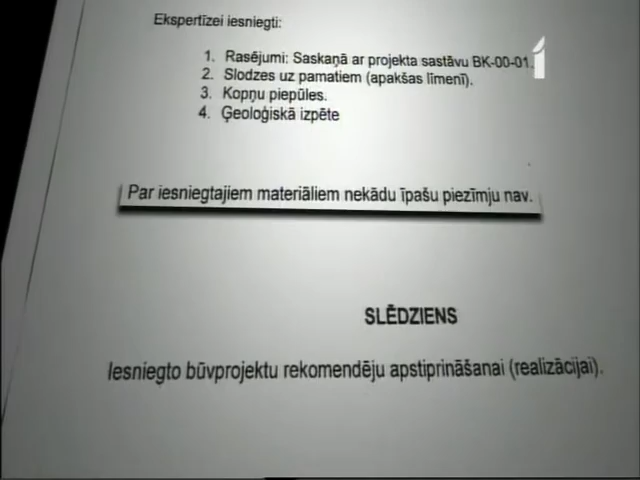 Ekspertīzei iesniegti:
1. Rasējumi: Saskaņā ar projekta sastāvu BK-00-01.
2. Slodzes uz pamatiem (apakšas līmenī).
3. Kopņu piepūles.
4. Ģeoloģiskā izpēte
Par iesniegtajiem materiāliem nekādu īpašu piezīmju nav.
SLĒDZIENS
Iesniegto būvprojektu rekomendēju apstiprināšanai (realizācijai).
1